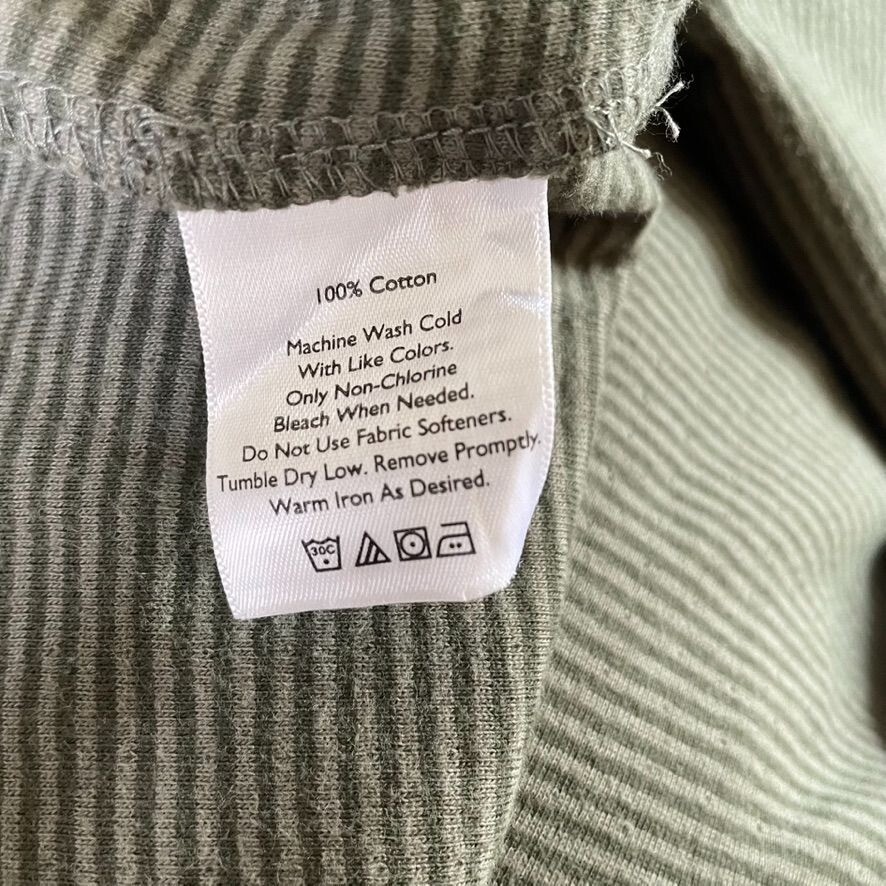 100% Cotton
Machine Wash Cold
With Like Colors.
Only Non-Chlorine
Bleach When Needed.
Do Not Use Fabric Softeners.
Tumble Dry Low. Remove Promptly.
Warm Iron As Desired.
30C